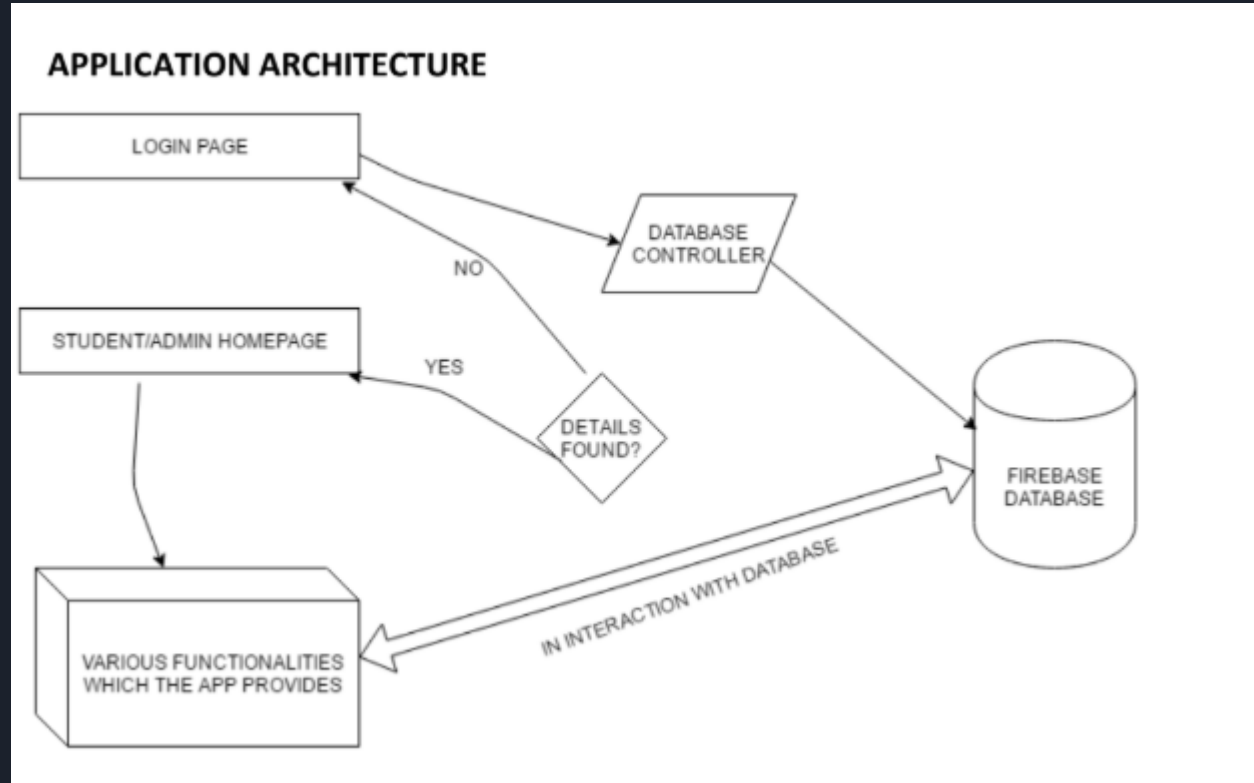 APPLICATION ARCHITECTURE
LOGIN PAGE
DATABASE
CONTROLLER
NO
STUDENT/ADMIN HOMEPAGE
YES
DETAILS
FOUND?
FIREBASE
DATABASE
IN INTERACTION WITH DATABASE
VARIOUS FUNCTIONALITIES
WHICH THE APP PROVIDES